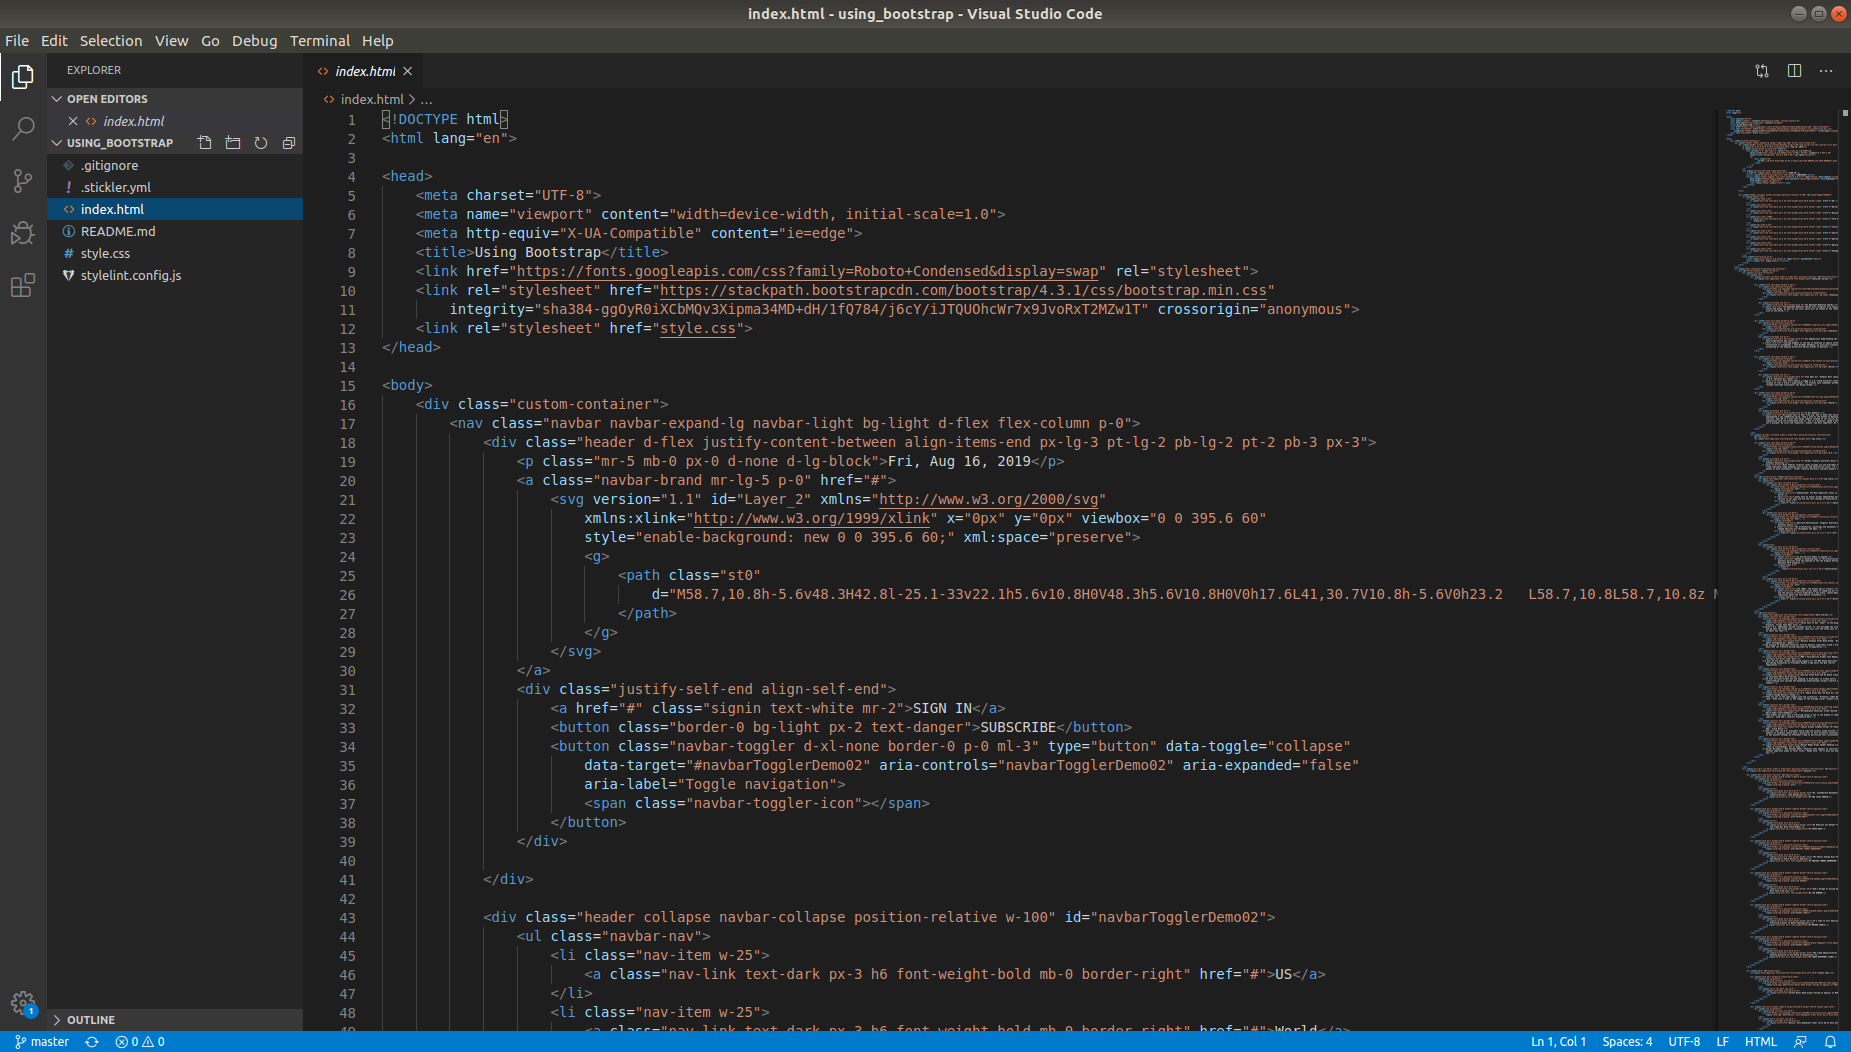 index.html - using_bootstrap - Visual Studio Code
File Edit Selection View Go Debug Terminal Help
EXPLORER
OPEN EDITORS
index.html
USING_BOOTSTRAP
.gitignore
! .stickler.yml
index.html
README.md
# style.css
stylelint.config.js
OUTLINE
1
index.html
index.html > ...
1 <!DOCTYPE html>
2 <html lang="en">
3
4 <head>
5 <meta charset="UTF-8">
6 <meta name="viewport" content="width=device-width, initial-scale=1.0">
7 <meta http-equiv="X-UA-Compatible" content="ie=edge">
8 <title>Using Bootstrap</title>
9 <link href="https://fonts.googleapis.com/css?family=Roboto+Condensed&display=swap" rel="stylesheet">
10 <link rel="stylesheet" href="https://stackpath.bootstrapcdn.com/bootstrap/4.3.1/css/bootstrap.min.css"
11 integrity="sha384-ggOyR0iXCbMQv3Xipma34MD+dH/1fQ784/j6cY/iJTQUOhcWr7x9JvoRxT2MZw1T" crossorigin="anonymous">
12 <link rel="stylesheet" href="style.css">
13 </head>
14
15 <body>
16 <div class="custom-container">
17 <nav class="navbar navbar-expand-lg navbar-light bg-light d-flex flex-column p-0">
18 <div class="header d-flex justify-content-between align-items-end px-lg-3 pt-lg-2 pb-lg-2 pt-2 pb-3 px-3">
19 <p class="mr-5 mb-0 px-0 d-none d-lg-block">Fri, Aug 16, 2019</p>
20 <a class="navbar-brand mr-lg-5 p-0" href="#">
21 <svg version="1.1" id="Layer_2" xmlns="http://www.w3.org/2000/svg"
22 xmlns:xlink="http://www.w3.org/1999/xlink" x="0px" y="0px" viewbox="0 0 395.6 60"
23 style="enable-background: new 0 0 395.6 60;" xml:space="preserve">
24 <g>
25 <path class="st0"
26 d="M58.7,10.8h-5.6v48.3H42.8l-25.1-33v22.1h5.6v10.8H0V48.3h5.6V10.8H0V0h17.6L41,30.7V10.8h-5.6V0h23.2 L58.7,10.8L58.7,10.8z
27 </path>
28 </g>
29 </svg>
30 </a>
31 <div class="justify-self-end align-self-end">
32 <a href="#" class="signin text-white mr-2">SIGN IN</a>
33 <button class="border-0 bg-light px-2 text-danger">SUBSCRIBE</button>
34 <button class="navbar-toggler d-xl-none border-0 p-0 ml-3" type="button" data-toggle="collapse"
35 data-target="#navbarTogglerDemo02" aria-controls="navbarTogglerDemo02" aria-expanded="false"
36 aria-label="Toggle navigation">
37 <span class="navbar-toggler-icon"></span>
38 </button>
39 </div>
40
41 </div>
42
43 <div class="header collapse navbar-collapse position-relative w-100" id="navbarTogglerDemo02">
44 <ul class="navbar-nav">
45 <li class="nav-item w-25">
46 <a class="nav-link text-dark px-3 h6 font-weight-bold mb-0 border-right" href="#">US</a>
47 </li>
48 <li class="nav-item w-25">
49 <a class="nav-link text-dark px-3 h6 font-weight-bold mb-0 border-right" href="#">World</a>
master 0 0 Ln 1, Col 1 Spaces: 4 UTF-8 LF HTML